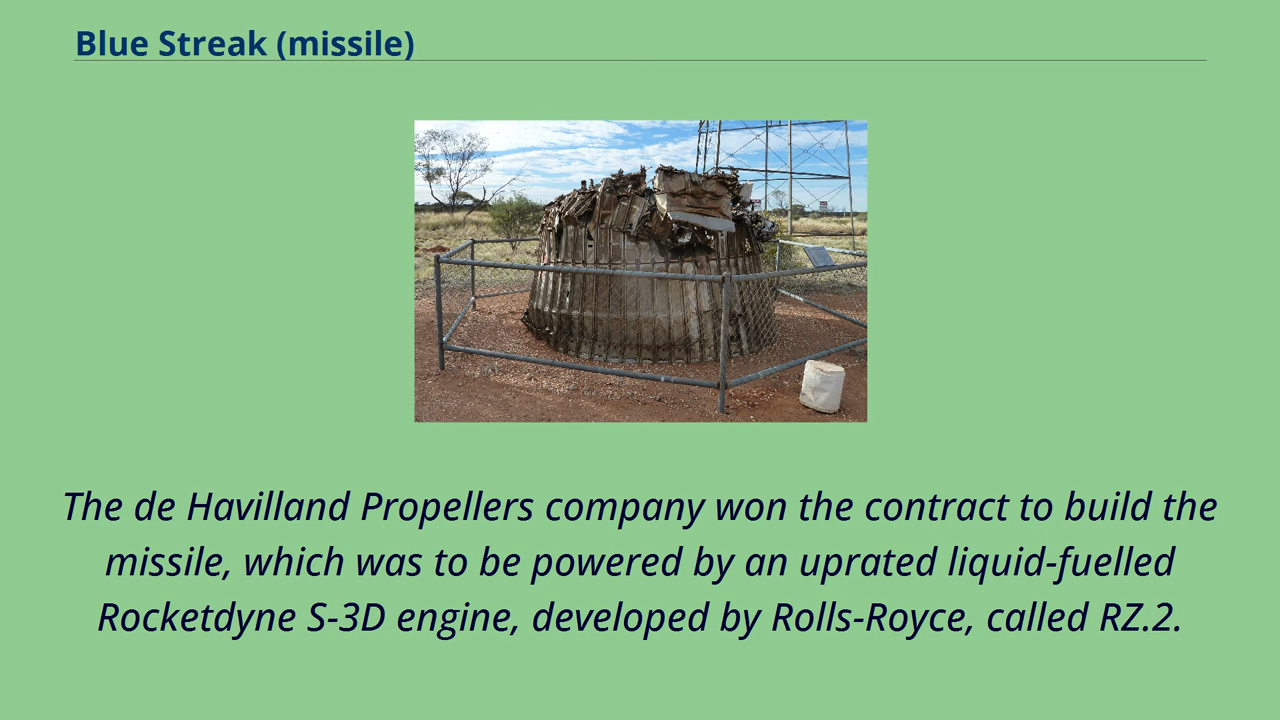 Blue Streak (missile)
The de Havilland Propellers company won the contract to build the
missile, which was to be powered by an uprated liquid-fuelled
Rocketdyne S-3D engine, developed by Rolls-Royce, called RZ.2.